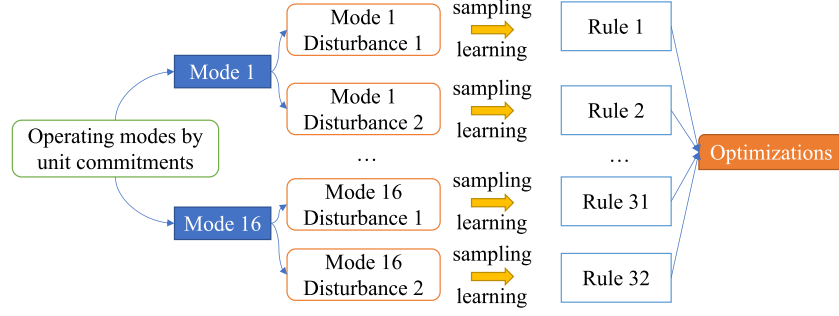 Operating modes by
unit commitments
Mode 1
Mode 16
Mode 1
Disturbance 1
Mode 1
Disturbance 2
...
Mode 16
Disturbance 1
Mode 16
Disturbance 2
sampling
learning
sampling
learning
sampling
learning
sampling
learning
Rule 1
Rule 2
...
Rule 31
Rule 32
Optimizations